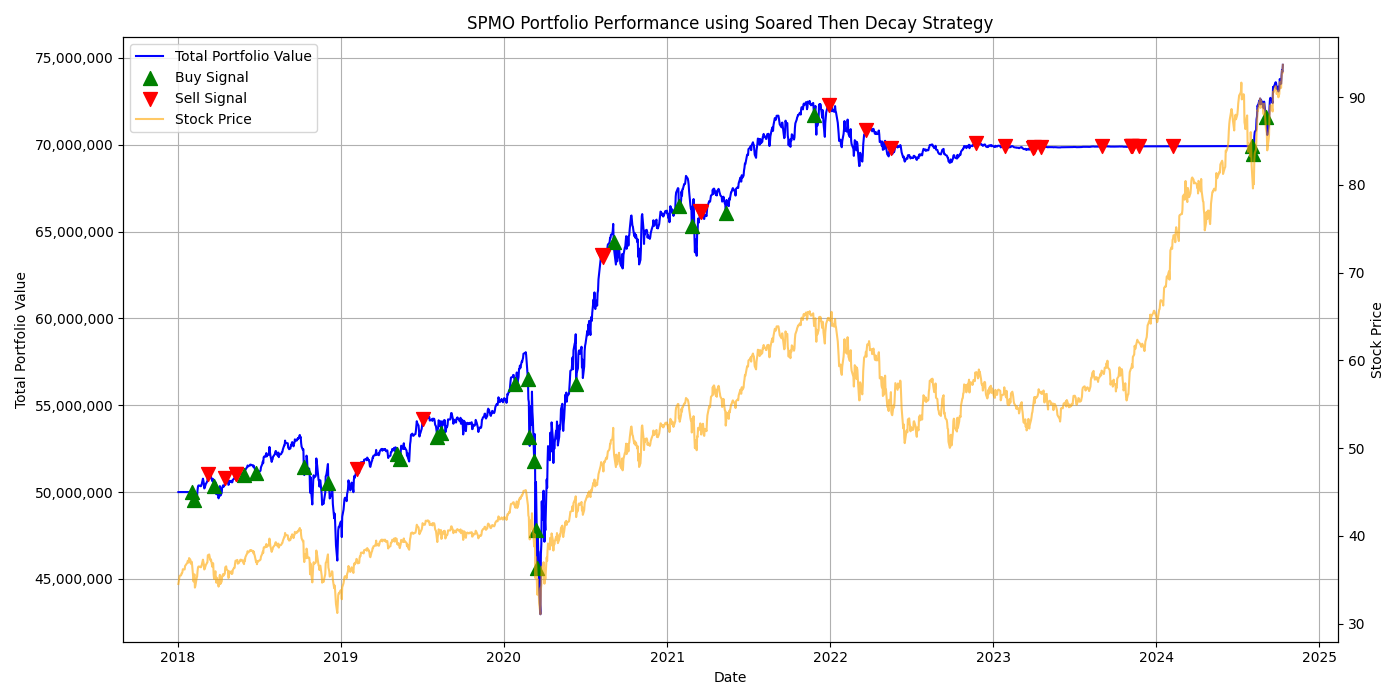 SPMO Portfolio Performance using Soared Then Decay Strategy
Total Portfolio Value
Buy Signal
Sell Signal
Stock Price
75,000,000
70,000,000
65,000,000
60,000,000
55,000,000
50,000,000
45,000,000
Total Portfolio Value
90
80
70
60
50
40
30
Stock Price
2018 2019 2020 2021 2022 2023 2024 2025
Date